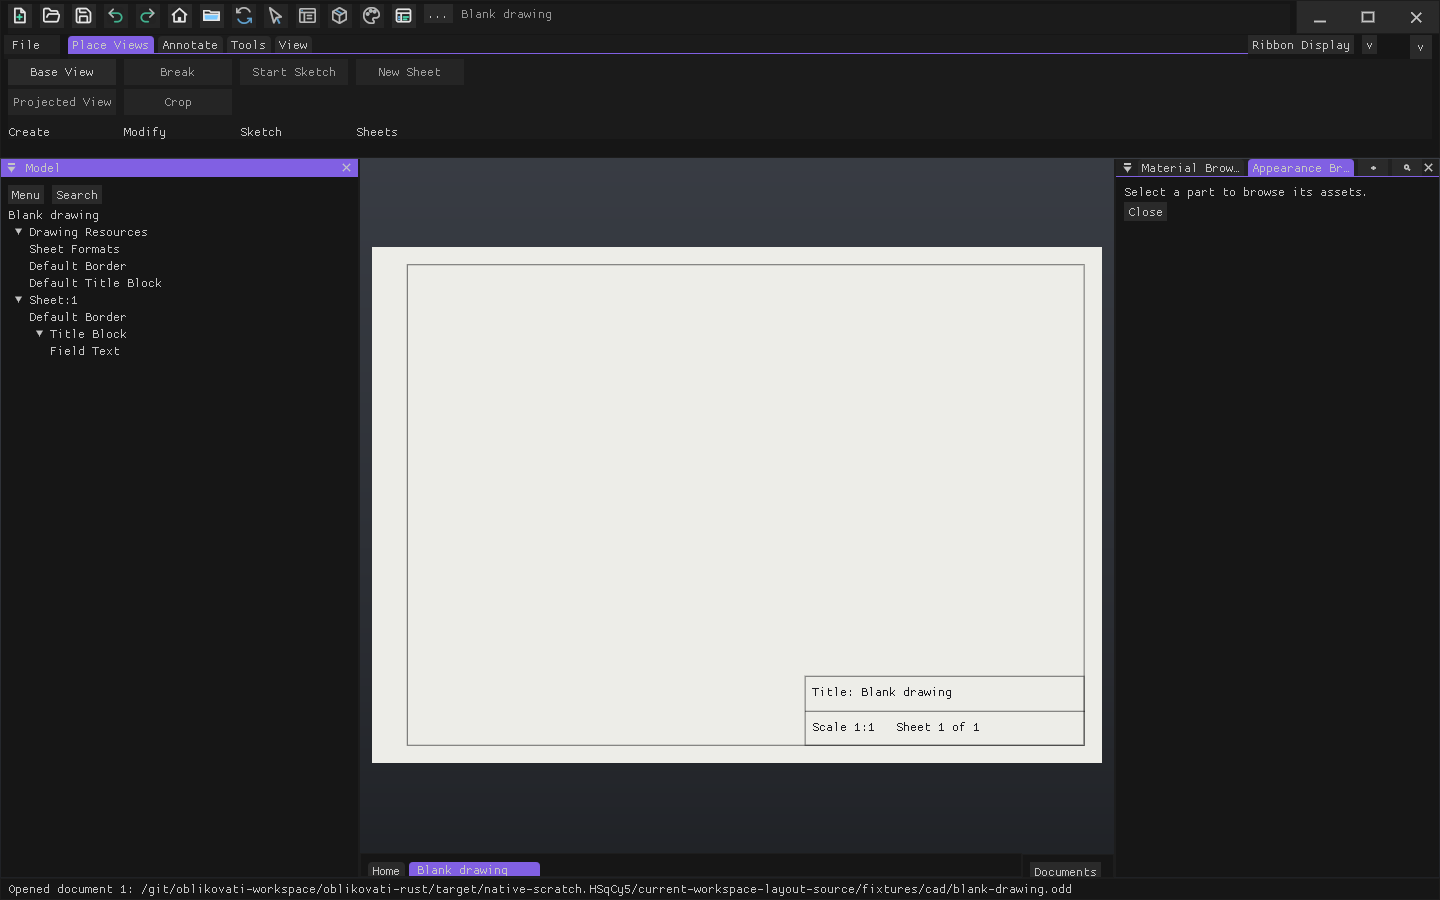 ... Blank drawing
File Place Views Annotate Tools View Ribbon Display v v
Base View Break Start Sketch New Sheet
Projected View Crop
Create Modify Sketch Sheets
Model Material Brow… Appearance Br…
Menu Search
Select a part to browse its assets.
Close
Blank drawing
Drawing Resources
Sheet Formats
Default Border
Default Title Block
Sheet:1
Default Border
Title Block
Field Text
Title: Blank drawing
Scale 1:1 Sheet 1 of 1
Home Blank drawing Documents
Opened document 1: /git/oblikovati-workspace/oblikovati-rust/target/native-scratch.HSqCy5/current-workspace-layout-source/fixtures/cad/blank-drawing.odd